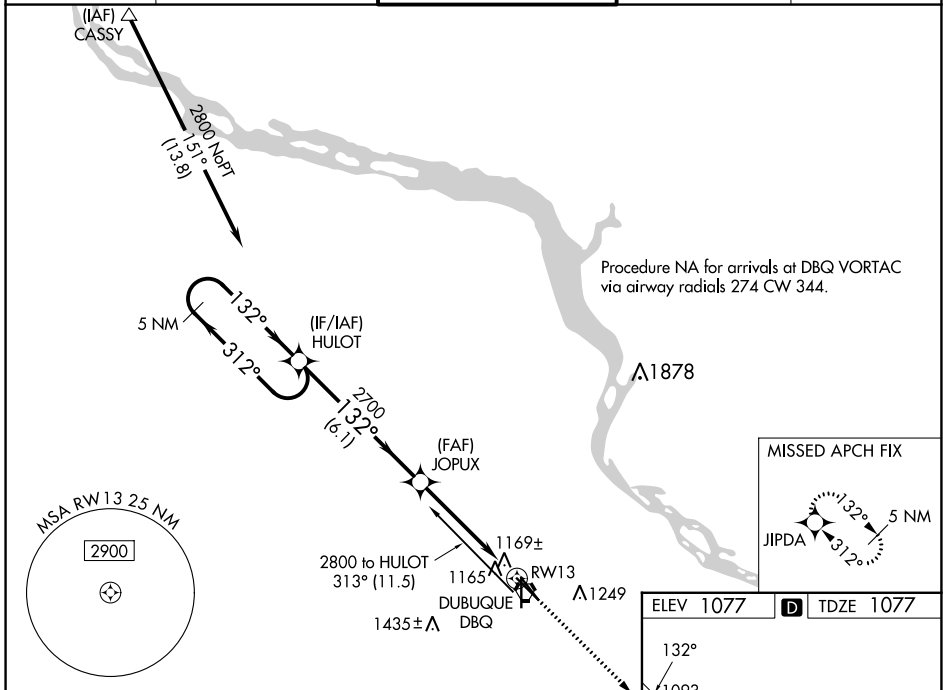 (IAF)
CASSY
2800 NoPT
151°
(13.8)
Procedure NA for arrivals at DBQ VORTAC
via airway radials 274 CW 344.
132°
5 NM
312°
(IF/IAF)
HULOT
1878
2700
132°
(6.1)
(FAF)
JOPUX
MISSED APCH FIX
132°
5 NM
JIPDA
312°
MSA RW13 25 NM
2900
2800 to HULOT
313° (11.5)
1169±
1165
RW13
DUBUQUE
DBQ
1249
1435±
ELEV 1077
D
TDZE 1077
132°
1093